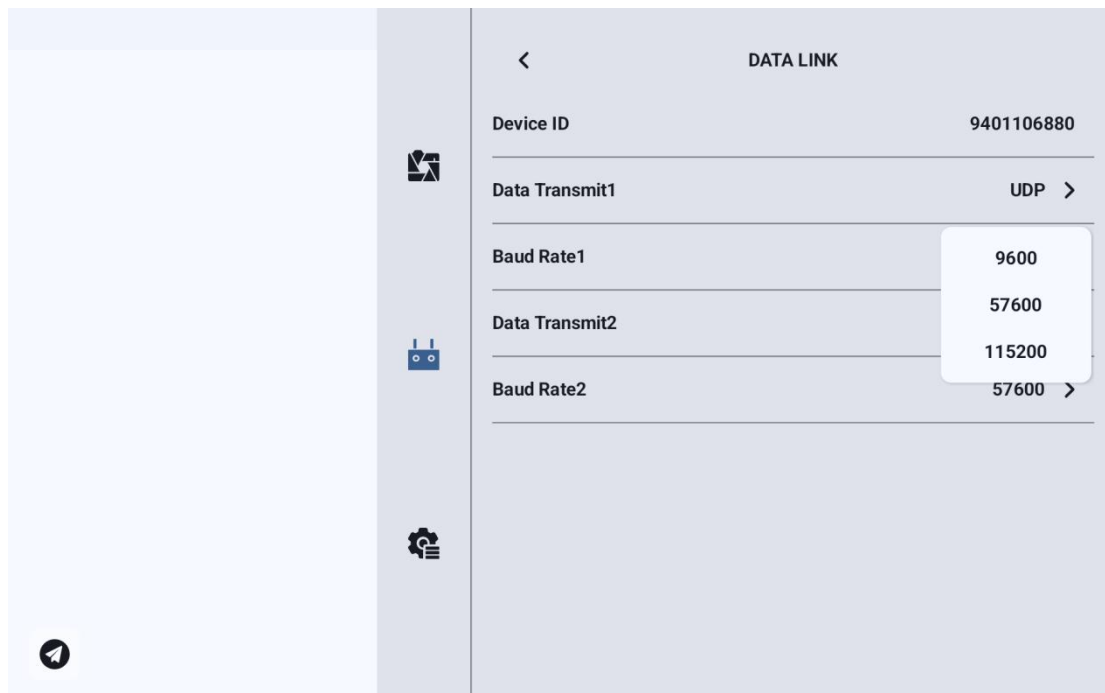 DATA LINK
Device ID 9401106880
Data Transmit1 UDP
Baud Rate1
9600
57600
Data Transmit2
115200
Baud Rate2 57600